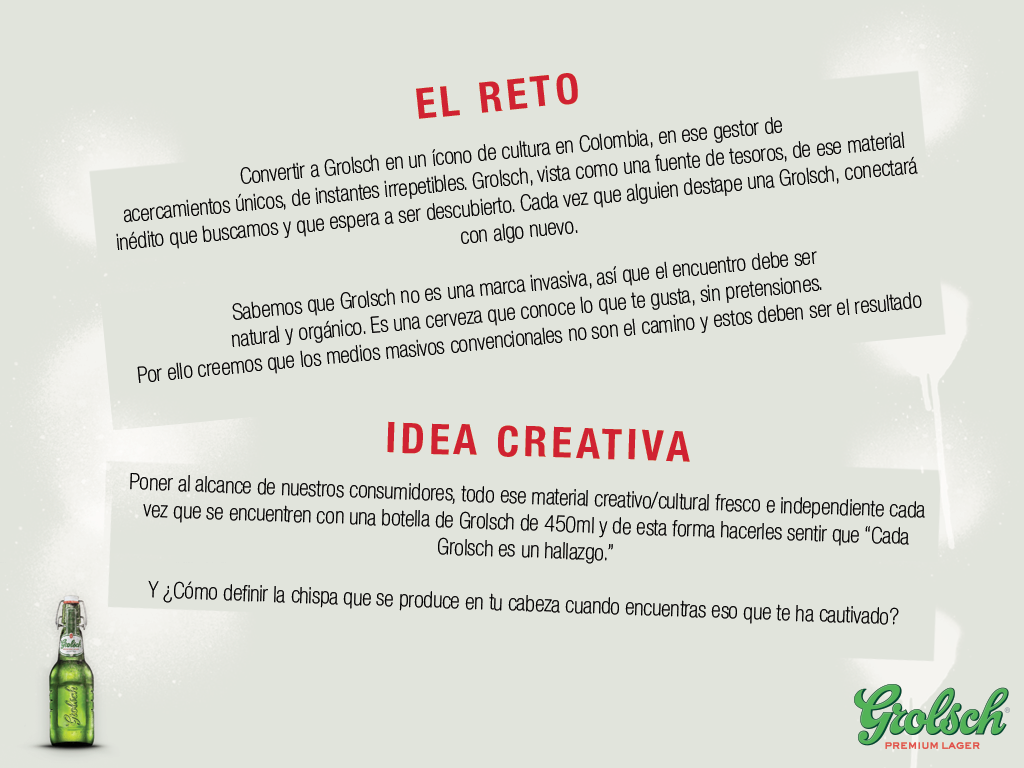 EL RETO
Convertir a Grolsch en un ícono de cultura en Colombia, en ese gestor de
acercamientos únicos, de instantes irrepetibles. Grolsch, vista como una fuente de tesoros, de ese material
inédito que buscamos y que espera a ser descubierto. Cada vez que alguien destape una Grolsch, conectará
con algo nuevo.
Sabemos que Grolsch no es una marca invasiva, así que el encuentro debe ser
natural y orgánico. Es una cerveza que conoce lo que te gusta, sin pretensiones.
Por ello creemos que los medios masivos convencionales no son el camino y estos deben ser el resultado
IDEA CREATIVA
Poner al alcance de nuestros consumidores, todo ese material creativo/cultural fresco e independiente cada
vez que se encuentren con una botella de Grolsch de 450ml y de esta forma hacerles sentir que “Cada
Grolsch es un hallazgo.”
Y ¿Cómo definir la chispa que se produce en tu cabeza cuando encuentras eso que te ha cautivado?
Grolsch
Grolsch
Grolsch®
PREMIUM LAGER